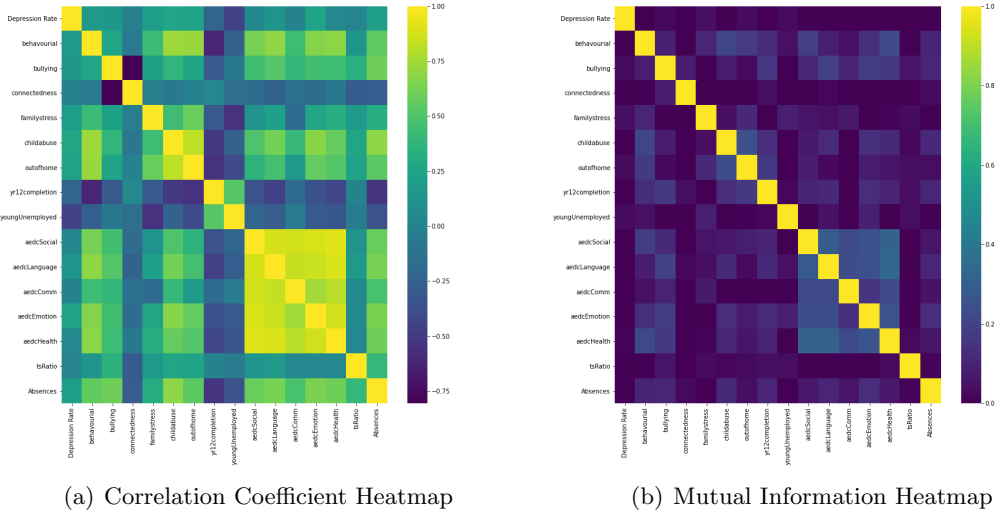 Depression Rate
behavourial
bullying
connectedness
familystress
childabuse
outofhome
yr12completion
youngUnemployed
aedcSocial
aedcLanguage
aedcComm
aedcEmotion
aedcHealth
tsRatio
Absences
Depression Rate
behavourial
bullying
connectedness
familystress
childabuse
outofhome
yr12completion
youngUnemployed
aedcSocial
aedcLanguage
aedcComm
aedcEmotion
aedcHealth
tsRatio
Absences
1.00
0.75
0.50
0.25
0.00
−0.25
−0.50
−0.75
(a) Correlation Coefficient Heatmap
Depression Rate
behavourial
bullying
connectedness
familystress
childabuse
outofhome
yr12completion
youngUnemployed
aedcSocial
aedcLanguage
aedcComm
aedcEmotion
aedcHealth
tsRatio
Absences
Depression Rate
behavourial
bullying
connectedness
familystress
childabuse
outofhome
yr12completion
youngUnemployed
aedcSocial
aedcLanguage
aedcComm
aedcEmotion
aedcHealth
tsRatio
Absences
1.0
0.8
0.6
0.4
0.2
0.0
(b) Mutual Information Heatmap